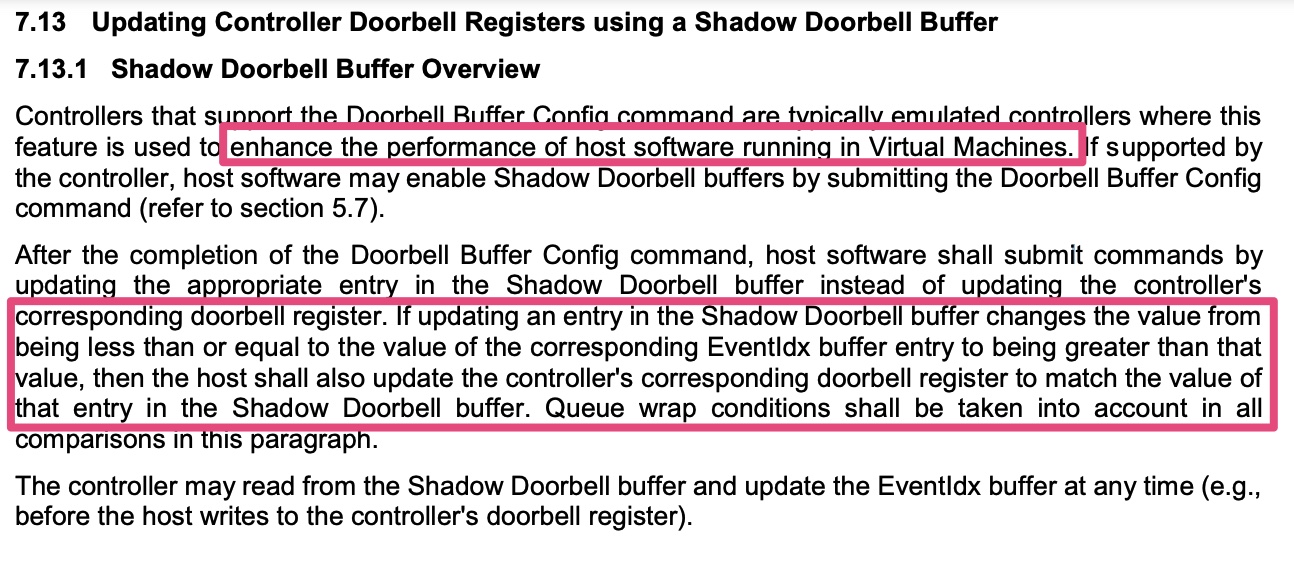 7.13 Updating Controller Doorbell Registers using a Shadow Doorbell Buffer
7.13.1 Shadow Doorbell Buffer Overview
Controllers that support the Doorbell Buffer Config command are typically emulated controllers where this
feature is used to enhance the performance of host software running in Virtual Machines. If supported by
the controller, host software may enable Shadow Doorbell buffers by submitting the Doorbell Buffer Config
command (refer to section 5.7).
After the completion of the Doorbell Buffer Config command, host software shall submit commands by
updating the appropriate entry in the Shadow Doorbell buffer instead of updating the controller's
corresponding doorbell register. If updating an entry in the Shadow Doorbell buffer changes the value from
being less than or equal to the value of the corresponding EventIdx buffer entry to being greater than that
value, then the host shall also update the controller's corresponding doorbell register to match the value of
that entry in the Shadow Doorbell buffer. Queue wrap conditions shall be taken into account in all
comparisons in this paragraph.
The controller may read from the Shadow Doorbell buffer and update the EventIdx buffer at any time (e.g.,
before the host writes to the controller's doorbell register).